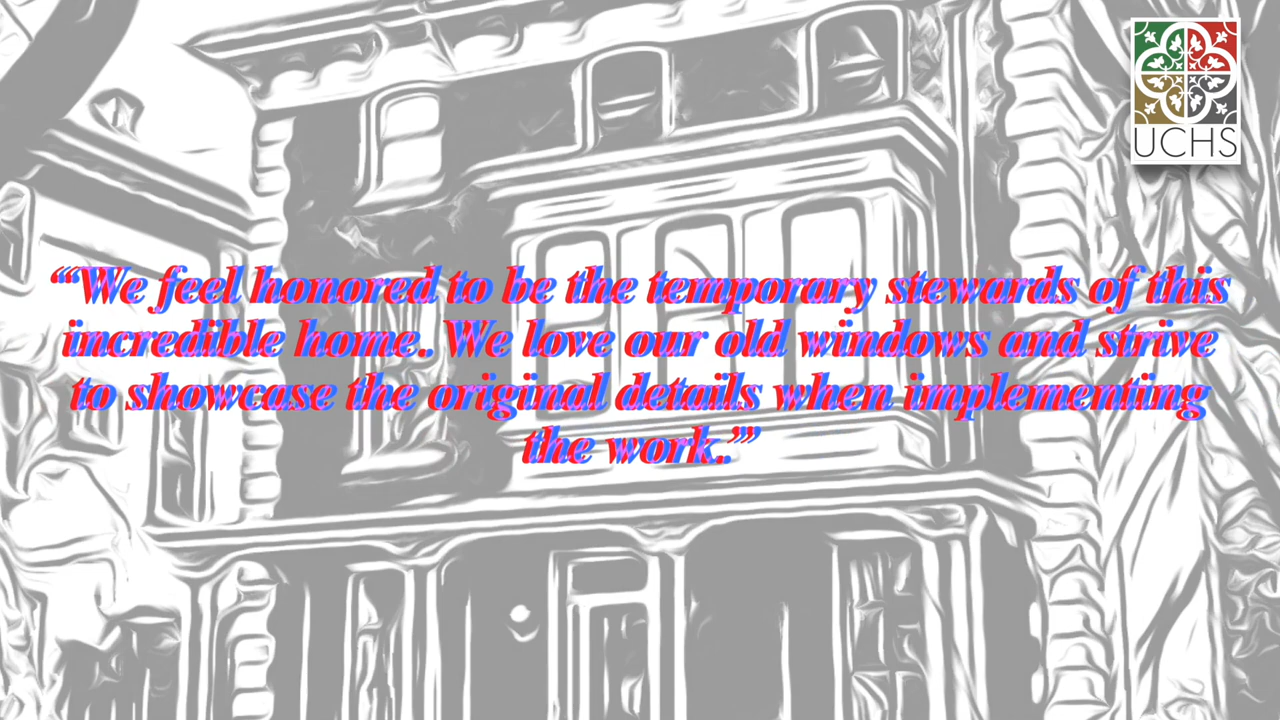 UCHS
“‘We feel honored to be the temporary stewards of this
incredible home. We love our old windows and strive
to showcase the original details when implementing
the work.’”